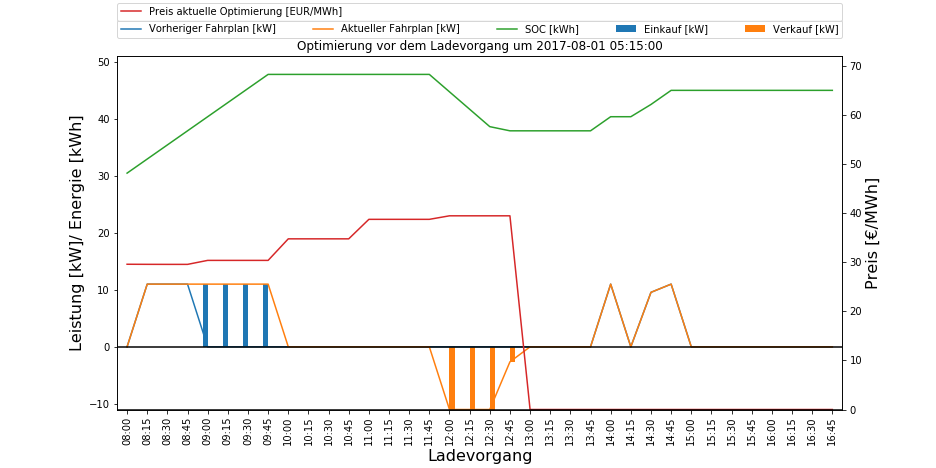 Preis aktuelle Optimierung [EUR/MWh]
Vorheriger Fahrplan [kW] Aktueller Fahrplan [kW] SOC [kWh] Einkauf [kW] Verkauf [kW]
Optimierung vor dem Ladevorgang um 2017-08-01 05:15:00
Leistung [kW]/ Energie [kWh]
50
40
30
20
10
0
−10
70
60
50
40
30
20
10
0
Preis [€/MWh]
08:00 08:15 08:30 08:45 09:00 09:15 09:30 09:45 10:00 10:15 10:30 10:45 11:00 11:15 11:30 11:45 12:00 12:15 12:30 12:45 13:00 13:15 13:30 13:45 14:00 14:15 14:30 14:45 15:00 15:15 15:30 15:45 16:00 16:15 16:30 16:45
Ladevorgang